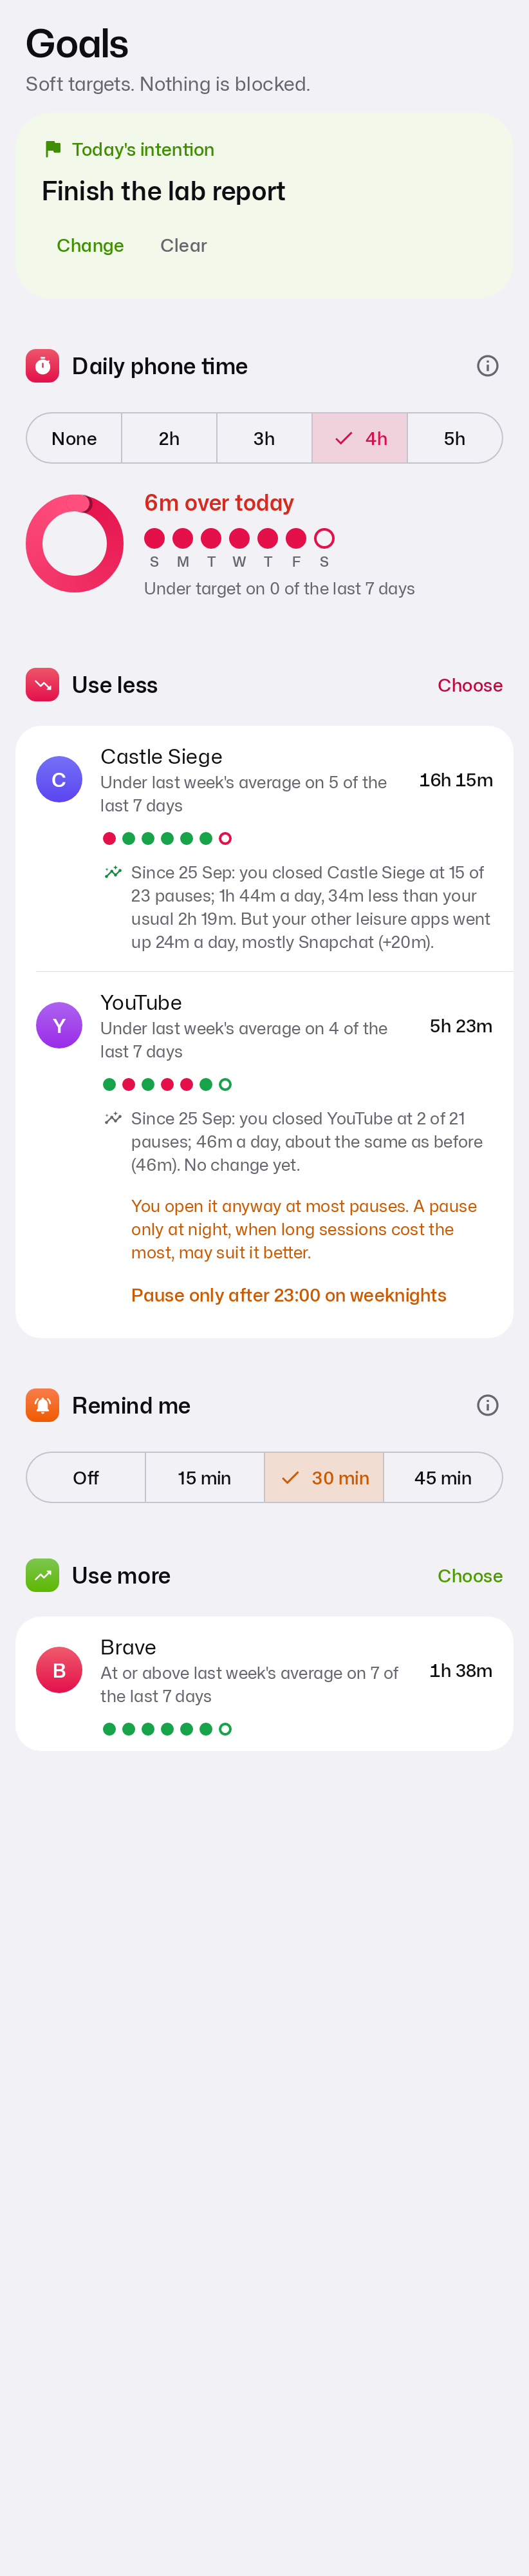 Goals
Soft targets. Nothing is blocked.
Today's intention
Finish the lab report
Change
Clear
Daily phone time
None
2h
3h
4h
5h
6m over today
S M T W T F S
Under target on 0 of the last 7 days
Use less
Choose
C
Castle Siege
Under last week's average on 5 of the
last 7 days
16h 15m
Since 25 Sep: you closed Castle Siege at 15 of
23 pauses; 1h 44m a day, 34m less than your
usual 2h 19m. But your other leisure apps went
up 24m a day, mostly Snapchat (+20m).
Y
YouTube
Under last week's average on 4 of the
last 7 days
5h 23m
Since 25 Sep: you closed YouTube at 2 of 21
pauses; 46m a day, about the same as before
(46m). No change yet.
You open it anyway at most pauses. A pause
only at night, when long sessions cost the
most, may suit it better.
Pause only after 23:00 on weeknights
Remind me
Off
15 min
30 min
45 min
Use more
Choose
B
Brave
At or above last week's average on 7 of
the last 7 days
1h 38m